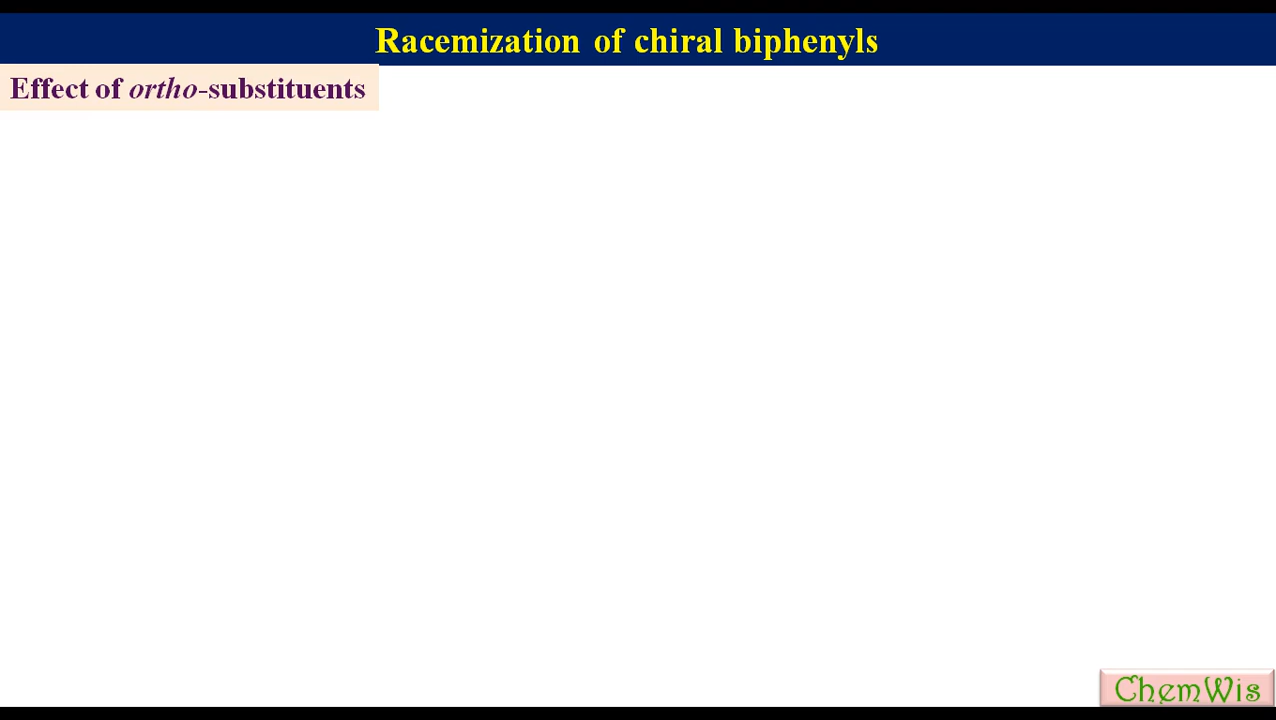 Racemization of chiral biphenyls
Effect of ortho-substituents
ChemWis